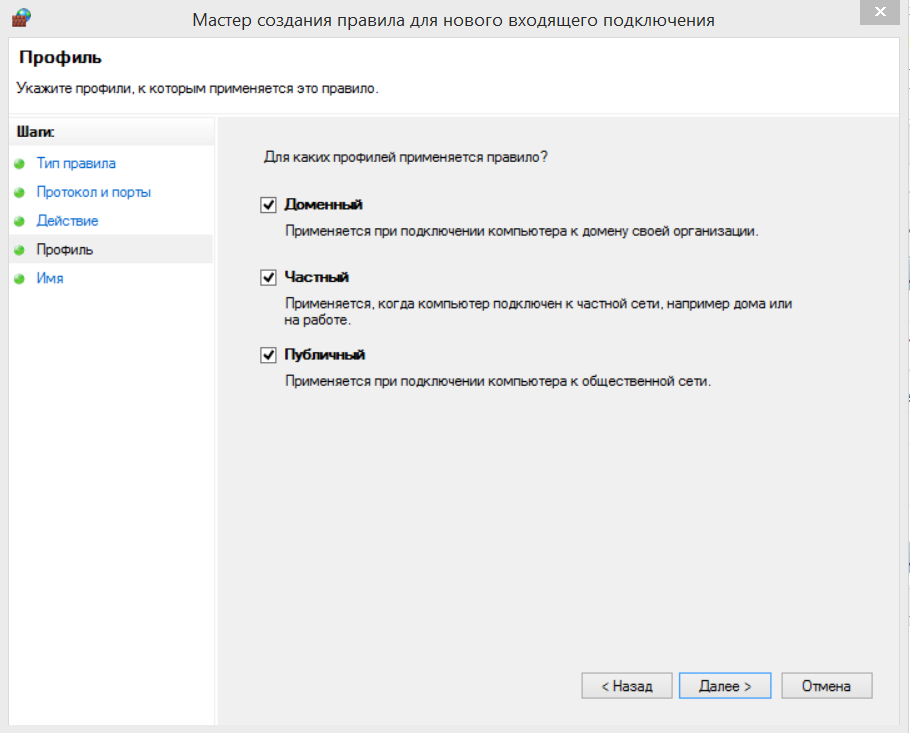 Мастер создания правила для нового входящего подключения
Профиль
Укажите профили, к которым применяется это правило.
Шаги:
Тип правила
Протокол и порты
Действие
Профиль
Имя
Для каких профилей применяется правило?
Доменный
Применяется при подключении компьютера к домену своей организации.
Частный
Применяется, когда компьютер подключен к частной сети, например дома или
на работе.
Публичный
Применяется при подключении компьютера к общественной сети.
< Назад
Далее >
Отмена